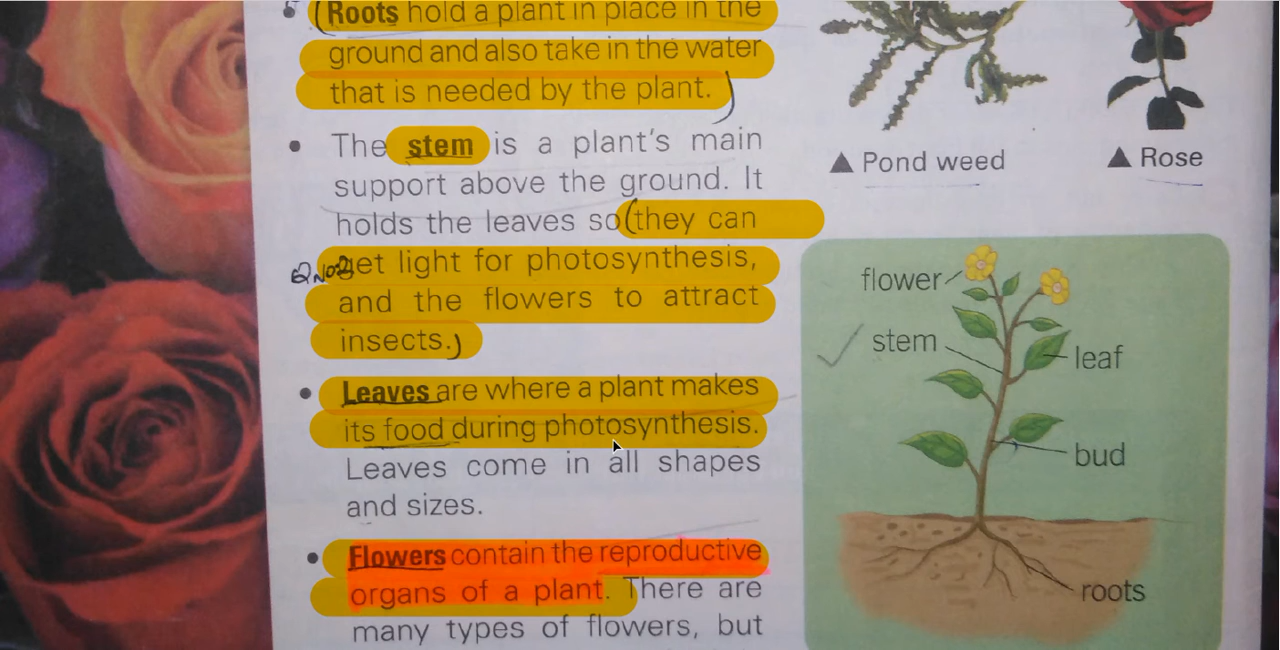 (Roots hold a plant in place in the
ground and also take in the water
that is needed by the plant.)
The stem is a plant's main
support above the ground. It
holds the leaves so (they can
get light for photosynthesis,
and the flowers to attract
insects.)
Leaves are where a plant makes
its food during photosynthesis.
Leaves come in all shapes
and sizes.
Flowers contain the reproductive
organs of a plant. There are
many types of flowers, but
▲ Pond weed
▲ Rose
flower
stem
leaf
bud
roots